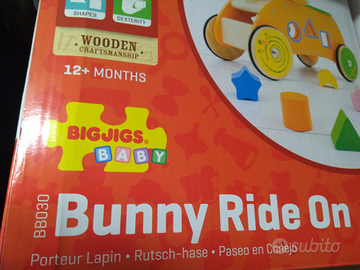 SHAPES
DEXTERITY
WOODEN
CRAFTSMANSHIP
12+ MONTHS
BIGJIGS®
BABY
BB030
Bunny Ride On
Porteur Lapin • Rutsch-hase • Paseo en Conejo
subito